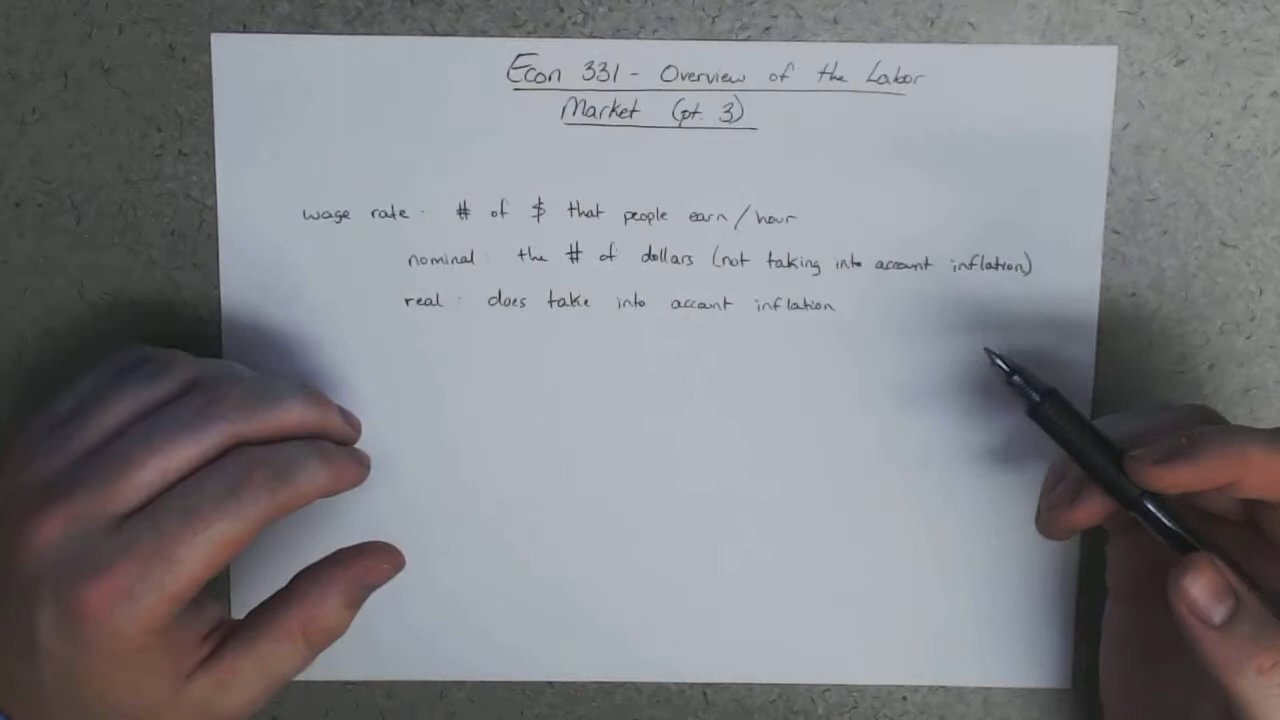 Econ 331 - Overview of the Labor
Market (pt. 3)
wage rate: # of $ that people earn/hour
nominal: the # of dollars (not taking into account inflation)
real: does take into account inflation